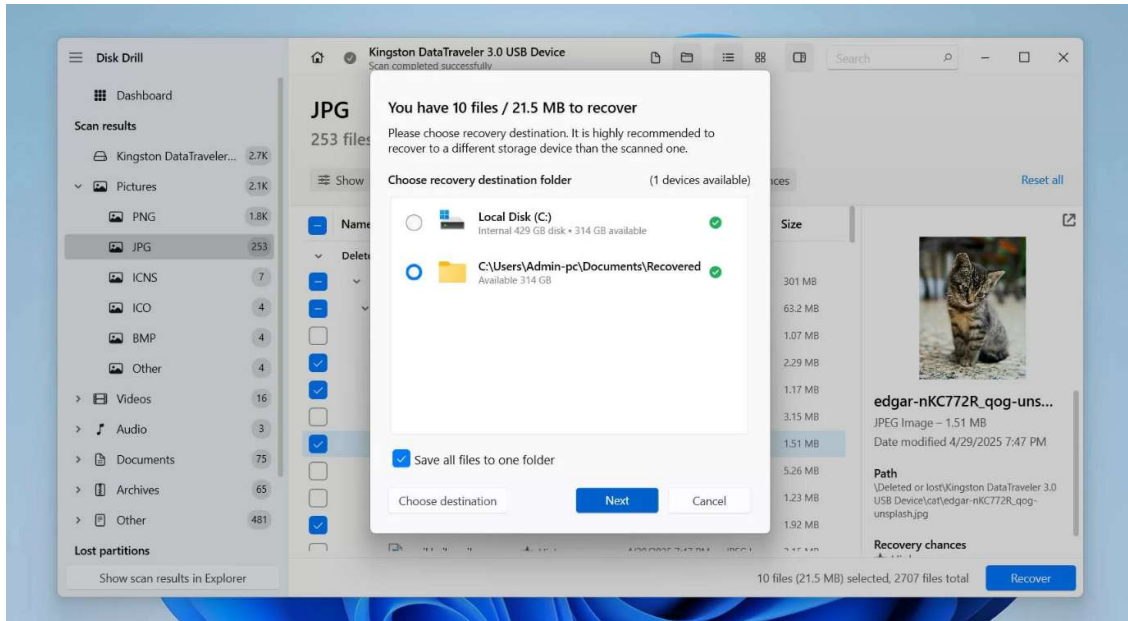 Disk Drill
Kingston DataTraveler 3.0 USB Device
Scan completed successfully
Search
Dashboard
Scan results
Kingston DataTraveler... 2.7K
Pictures 2.1K
PNG 1.8K
JPG 253
ICNS 7
ICO 4
BMP 4
Other 4
Videos 16
Audio 3
Documents 75
Archives 65
Other 481
Lost partitions
Show scan results in Explorer
JPG
253 files
Show
Reset all
Name
Size
Delet
301 MB
63.2 MB
1.07 MB
2.29 MB
1.17 MB
3.15 MB
1.51 MB
5.26 MB
1.23 MB
1.92 MB
You have 10 files / 21.5 MB to recover
Please choose recovery destination. It is highly recommended to
recover to a different storage device than the scanned one.
Choose recovery destination folder (1 devices available)
Local Disk (C:)
Internal 429 GB disk • 314 GB available
C:\Users\Admin-pc\Documents\Recovered
Available 314 GB
Save all files to one folder
Choose destination
Next
Cancel
edgar-nKC772R_qog-uns...
JPEG Image – 1.51 MB
Date modified 4/29/2025 7:47 PM
Path
\Deleted or lost\Kingston DataTraveler 3.0
USB Device\cat\edgar-nKC772R_qog-
unsplash.jpg
Recovery chances
10 files (21.5 MB) selected, 2707 files total
Recover